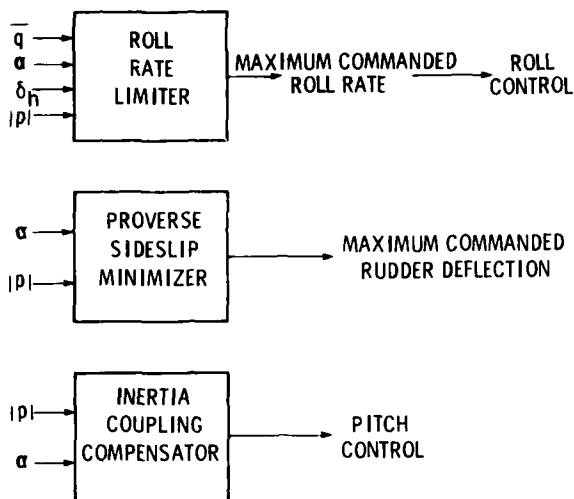 q̅
α
δh
|p|
ROLL
RATE
LIMITER
MAXIMUM COMMANDED
ROLL RATE
ROLL
CONTROL
α
|p|
PROVERSE
SIDESLIP
MINIMIZER
MAXIMUM COMMANDED
RUDDER DEFLECTION
|p|
α
INERTIA
COUPLING
COMPENSATOR
PITCH
CONTROL